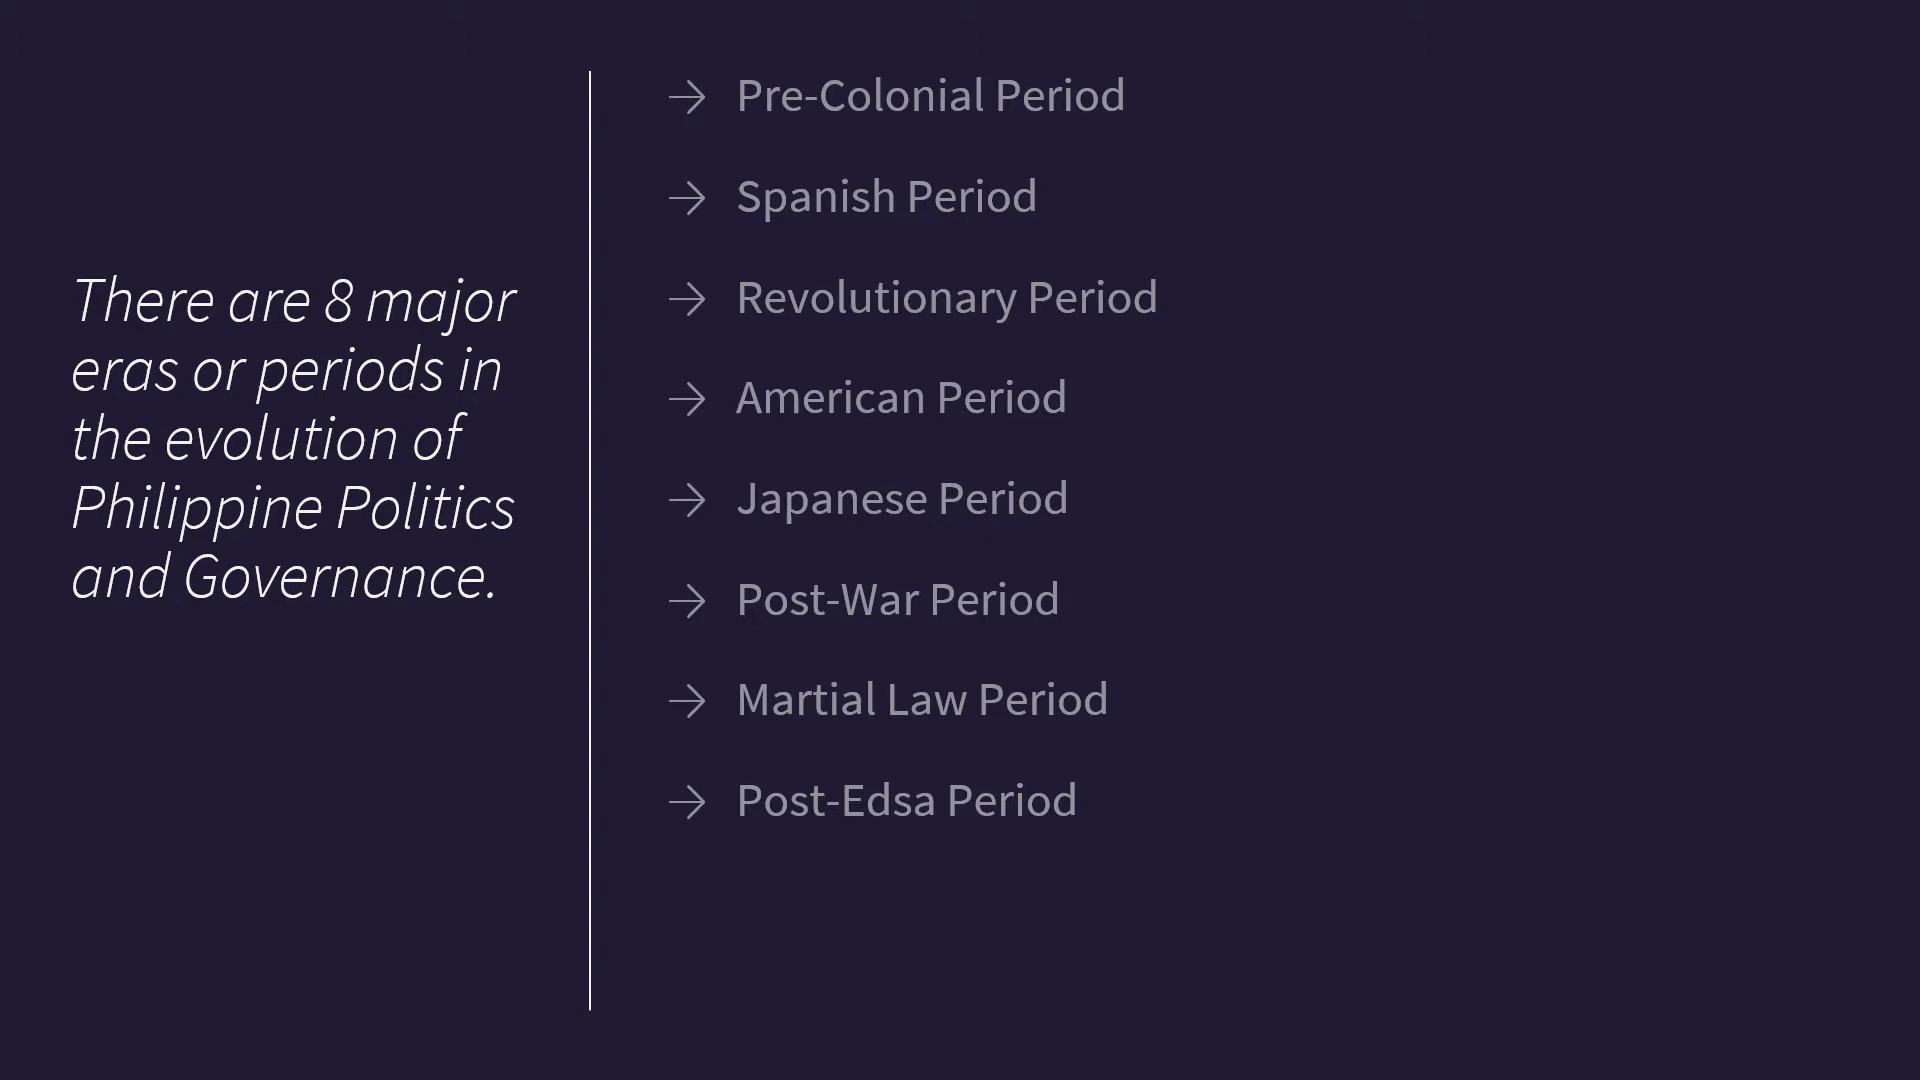 There are 8 major
eras or periods in
the evolution of
Philippine Politics
and Governance.
Pre-Colonial Period
Spanish Period
Revolutionary Period
American Period
Japanese Period
Post-War Period
Martial Law Period
Post-Edsa Period